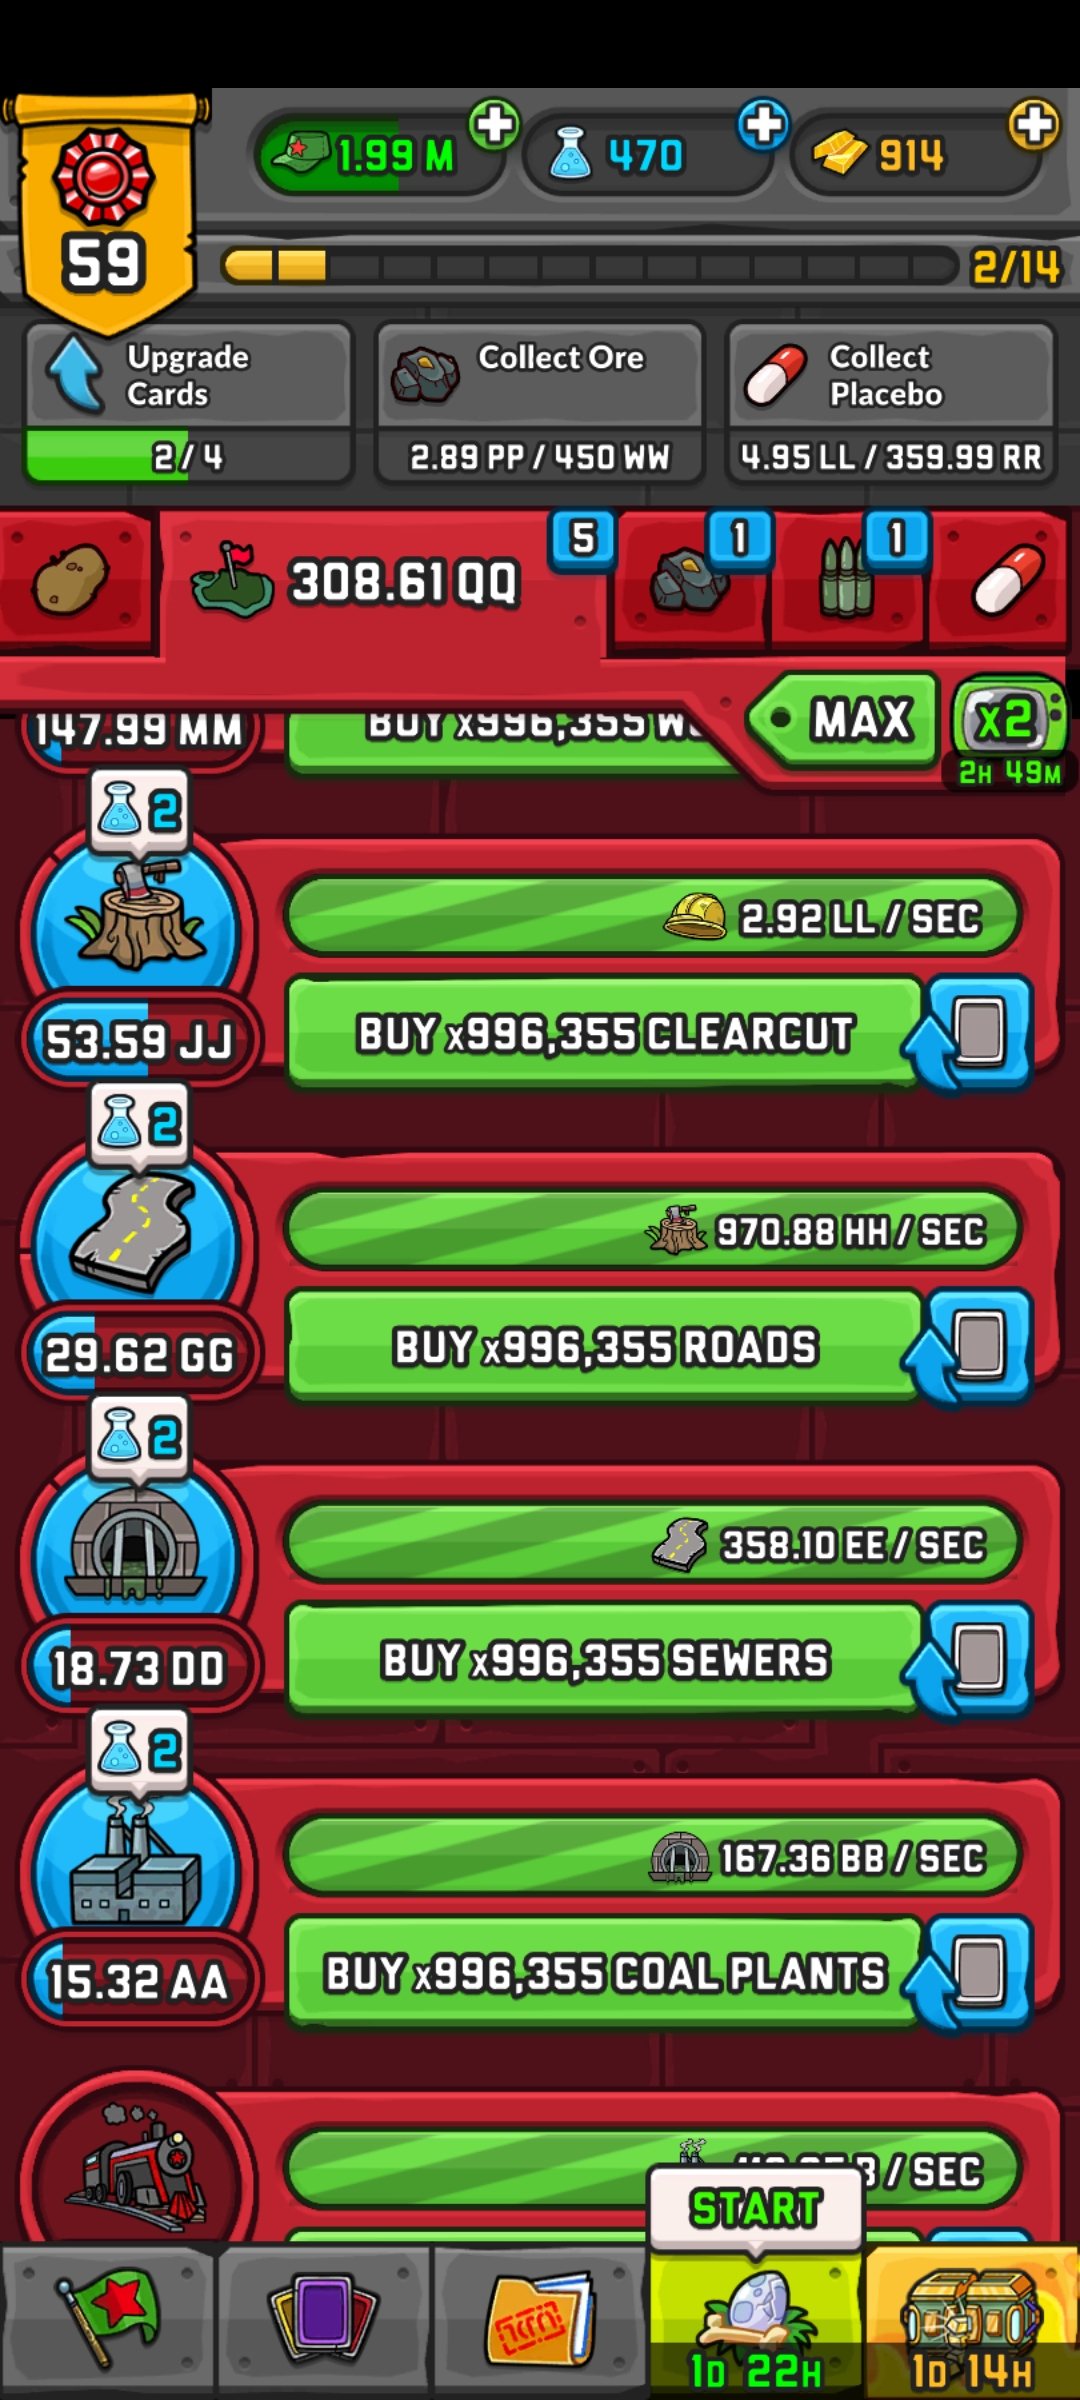 1.99 M
470
914
59
2/14
Upgrade
Cards
2/4
Collect Ore
2.89 PP / 450 WW
Collect
Placebo
4.95 LL / 359.99 RR
308.61 QQ
5
1
1
147.99 MM
BUY x996,355
MAX
x2
2H 49M
2
2.92 LL / SEC
53.59 JJ
BUY x996,355 CLEARCUT
2
970.88 HH / SEC
29.62 GG
BUY x996,355 ROADS
2
358.10 EE / SEC
18.73 DD
BUY x996,355 SEWERS
2
167.36 BB / SEC
15.32 AA
BUY x996,355 COAL PLANTS
/ SEC
START
1D 22H
1D 14H